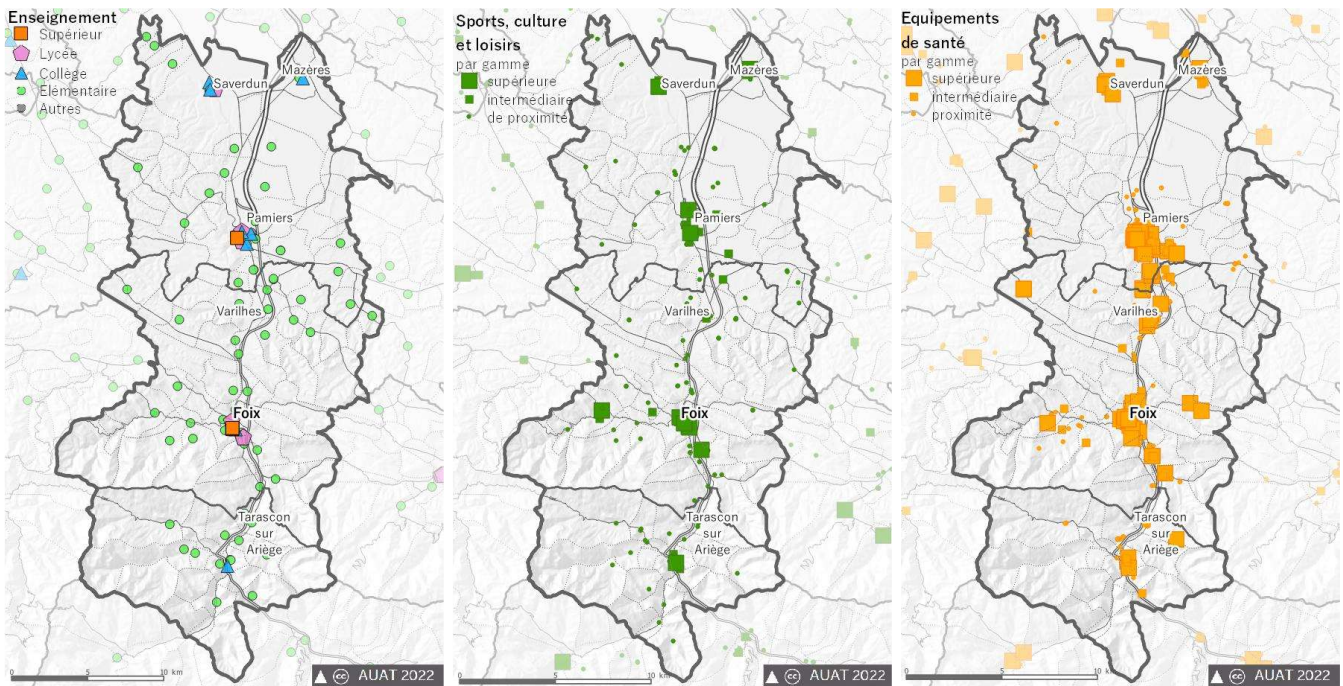 Enseignement
Supérieur
Lycée
Collège
Elémentaire
Autres
Saverdun
Mazères
Pamiers
Varilhes
Foix
Tarascon
sur
Ariège
0 5 10 km
AUAT 2022
Sports, culture
et loisirs
par gamme
supérieure
intermédiaire
de proximité
Saverdun
Mazères
Pamiers
Varilhes
Foix
Tarascon
sur
Ariège
0 5 10 km
cc AUAT 2022
Equipements
de santé
par gamme
supérieure
intermédiaire
proximité
Saverdun
Mazères
Pamiers
Varilhes
Foix
Tarascon
sur
Ariège
0 5 10 km
cc AUAT 2022